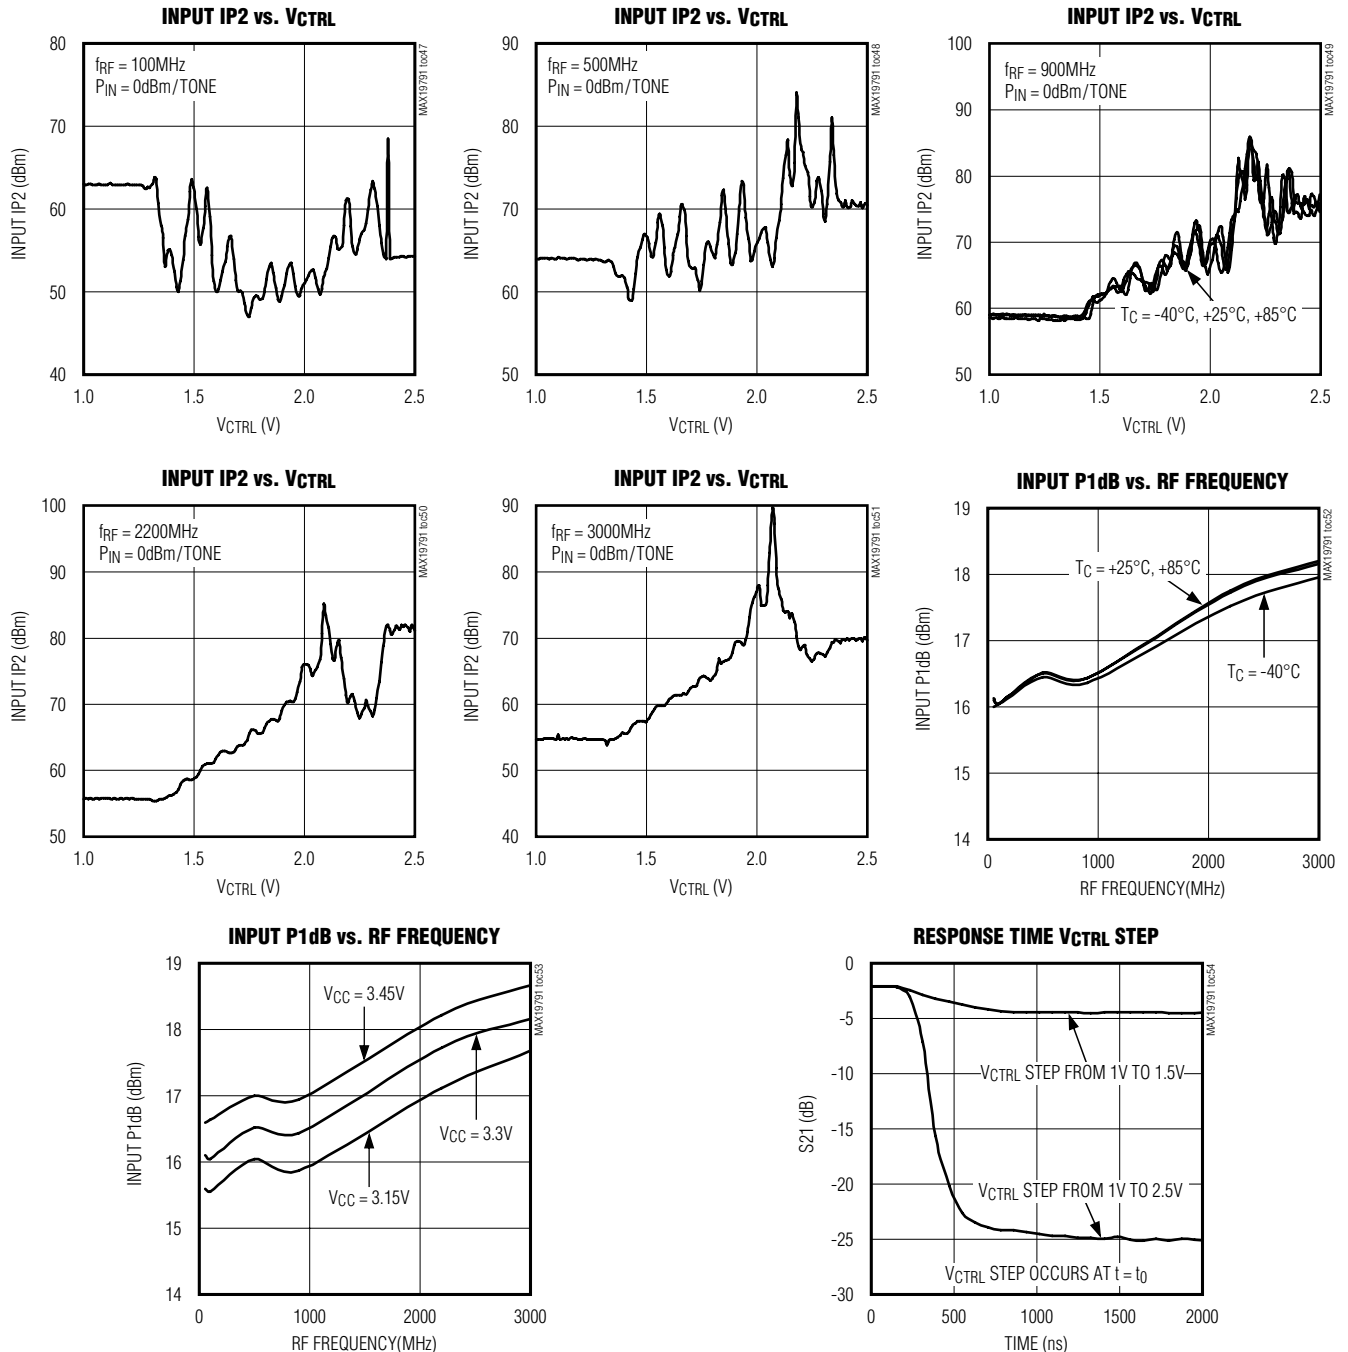 INPUT IP2 vs. VCTRL
MAX19791 toc47
fRF = 100MHz
PIN = 0dBm/TONE
INPUT IP2 (dBm)
80
70
60
50
40
1.0 1.5 2.0 2.5
VCTRL (V)
INPUT IP2 vs. VCTRL
MAX19791 toc48
fRF = 500MHz
PIN = 0dBm/TONE
INPUT IP2 (dBm)
90
80
70
60
50
1.0 1.5 2.0 2.5
VCTRL (V)
INPUT IP2 vs. VCTRL
MAX19791 toc49
fRF = 900MHz
PIN = 0dBm/TONE
INPUT IP2 (dBm)
100
90
80
70
60
50
TC = -40°C, +25°C, +85°C
1.0 1.5 2.0 2.5
VCTRL (V)
INPUT IP2 vs. VCTRL
MAX19791 toc50
fRF = 2200MHz
PIN = 0dBm/TONE
INPUT IP2 (dBm)
100
90
80
70
60
50
1.0 1.5 2.0 2.5
VCTRL (V)
INPUT IP2 vs. VCTRL
MAX19791 toc51
fRF = 3000MHz
PIN = 0dBm/TONE
INPUT IP2 (dBm)
90
80
70
60
50
40
1.0 1.5 2.0 2.5
VCTRL (V)
INPUT P1dB vs. RF FREQUENCY
MAX19791 toc52
INPUT P1dB (dBm)
19
18
17
16
15
14
TC = +25°C, +85°C
TC = -40°C
0 1000 2000 3000
RF FREQUENCY(MHz)
INPUT P1dB vs. RF FREQUENCY
MAX19791 toc53
INPUT P1dB (dBm)
19
18
17
16
15
14
VCC = 3.45V
VCC = 3.3V
VCC = 3.15V
0 1000 2000 3000
RF FREQUENCY(MHz)
RESPONSE TIME VCTRL STEP
MAX19791 toc54
S21 (dB)
0
-5
-10
-15
-20
-25
-30
VCTRL STEP FROM 1V TO 1.5V
VCTRL STEP FROM 1V TO 2.5V
VCTRL STEP OCCURS AT t = t0
0 500 1000 1500 2000
TIME (ns)